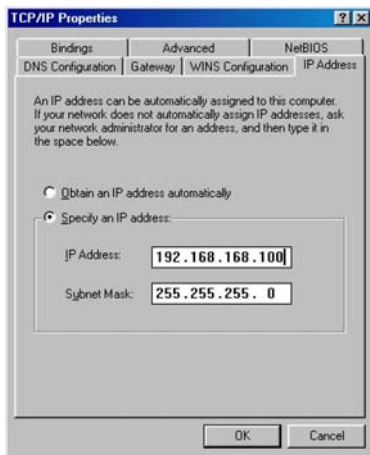 TCP/IP Properties
Bindings Advanced NetBIOS
DNS Configuration Gateway WINS Configuration IP Address
An IP address can be automatically assigned to this computer.
If your network does not automatically assign IP addresses, ask
your network administrator for an address, and then type it in
the space below.
Obtain an IP address automatically
Specify an IP address:
IP Address: 192.168.168.100
Subnet Mask: 255.255.255. 0
OK Cancel